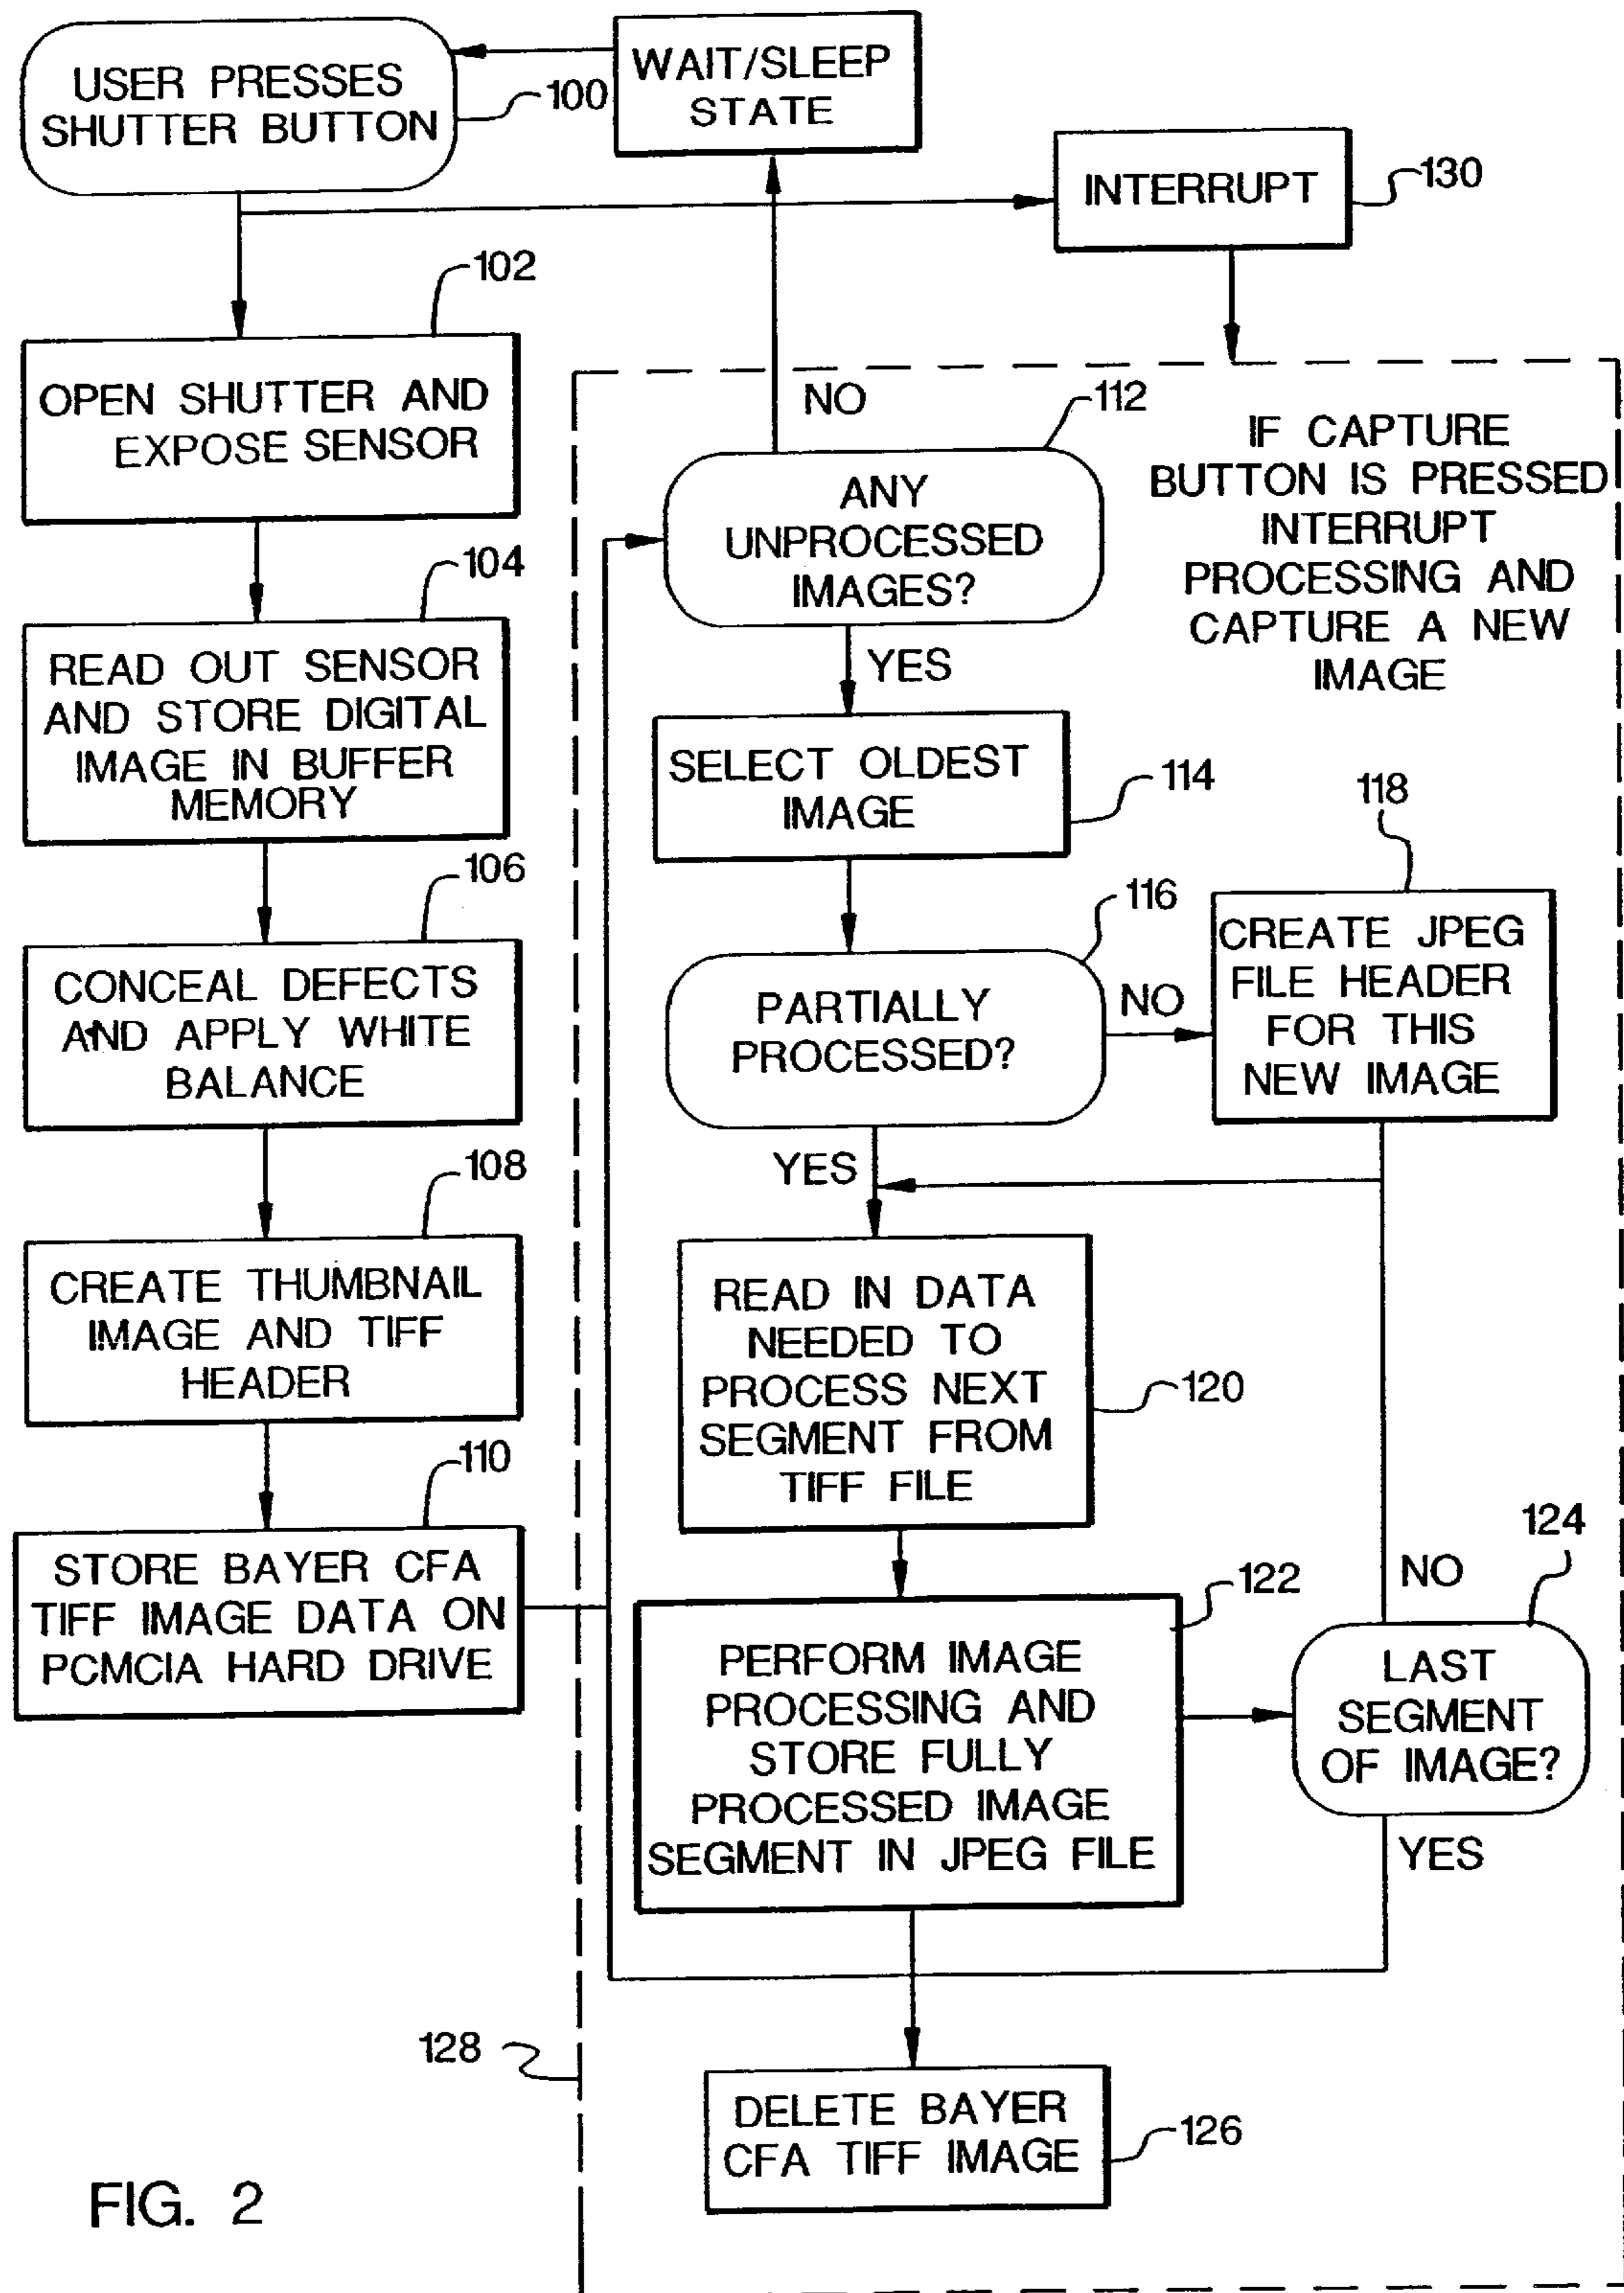 USER PRESSES
SHUTTER BUTTON
100
WAIT/SLEEP
STATE
INTERRUPT
130
102
OPEN SHUTTER AND
EXPOSE SENSOR
104
READ OUT SENSOR
AND STORE DIGITAL
IMAGE IN BUFFER
MEMORY
106
CONCEAL DEFECTS
AND APPLY WHITE
BALANCE
108
CREATE THUMBNAIL
IMAGE AND TIFF
HEADER
110
STORE BAYER CFA
TIFF IMAGE DATA ON
PCMCIA HARD DRIVE
NO
112
ANY
UNPROCESSED
IMAGES?
IF CAPTURE
BUTTON IS PRESSED
INTERRUPT
PROCESSING AND
CAPTURE A NEW
IMAGE
YES
SELECT OLDEST
IMAGE
114
116
PARTIALLY
PROCESSED?
NO
118
CREATE JPEG
FILE HEADER
FOR THIS
NEW IMAGE
YES
READ IN DATA
NEEDED TO
PROCESS NEXT
SEGMENT FROM
TIFF FILE
120
122
PERFORM IMAGE
PROCESSING AND
STORE FULLY
PROCESSED IMAGE
SEGMENT IN JPEG FILE
NO
124
LAST
SEGMENT
OF IMAGE?
YES
128
DELETE BAYER
CFA TIFF IMAGE
126
FIG. 2